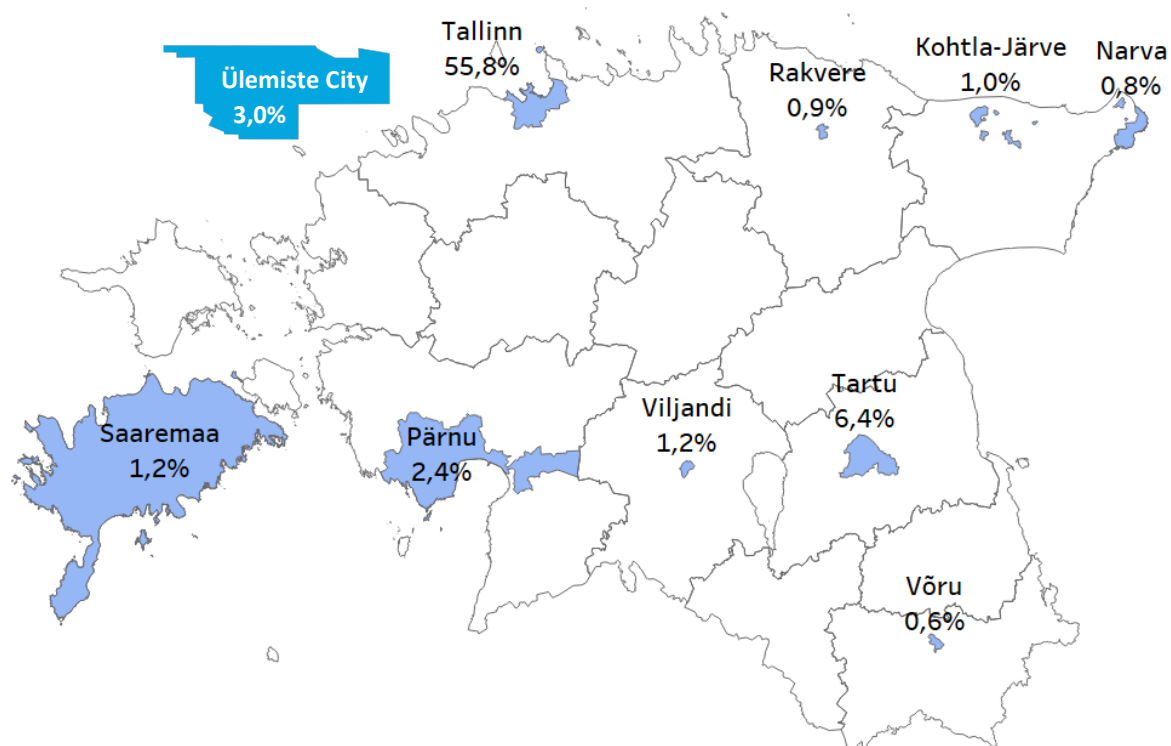 Tallinn
55,8%
Ülemiste City
3,0%
Rakvere
0,9%
Kohtla-Järve
1,0%
Narva
0,8%
Saaremaa
1,2%
Pärnu
2,4%
Viljandi
1,2%
Tartu
6,4%
Võru
0,6%